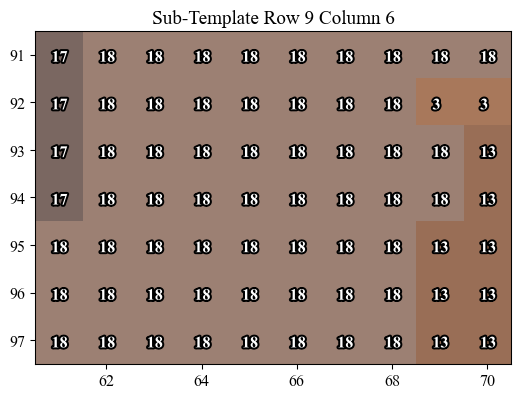 Sub-Template Row 9 Column 6
91 17 18 18 18 18 18 18 18 18 18
92 17 18 18 18 18 18 18 18 3 3
93 17 18 18 18 18 18 18 18 18 13
94 17 18 18 18 18 18 18 18 18 13
95 18 18 18 18 18 18 18 18 13 13
96 18 18 18 18 18 18 18 18 13 13
97 18 18 18 18 18 18 18 18 13 13
62 64 66 68 70